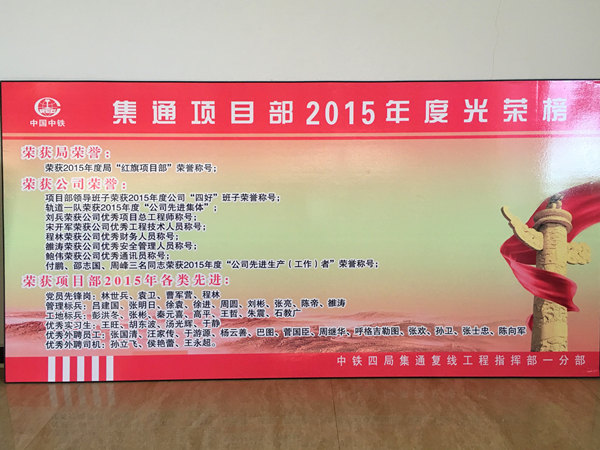 中国中铁
集通项目部2015年度光荣榜
荣获局荣誉：
荣获2015年度局“红旗项目部”荣誉称号；
荣获公司荣誉：
项目部领导班子荣获2015年度公司“四好”班子荣誉称号；
轨道一队荣获2015年度“公司先进集体”；
刘兵荣获公司优秀项目总工程师称号；
宋开军荣获公司优秀工程技术人员称号；
程林荣获公司优秀财务人员称号；
雒涛荣获公司优秀安全管理人员称号；
鲍伟荣获公司优秀通讯员称号；
付鹏、邵志国、周峰三名同志荣获2015年度“公司先进生产（工作）者”荣誉称号；
荣获项目部2015年各类先进：
党员先锋岗：林世兵、袁卫、曹军营、程林
管理标兵：吕建国、张明日、徐袁、徐进、周圆、刘彬、张亮、陈帝、雒涛
工地标兵：彭洪冬、张彬、秦元喜、高平、王哲、朱震、石教广
优秀实习生：王旺、胡东波、汤光辉、于静
优秀外聘员工：张国清、汪家传、于游源、杨云善、巴图、菅国臣、周继华、呼格吉勒图、张欢、孙卫、张士忠、陈向军
优秀外聘司机：孙立飞、侯艳蕾、王永超。
中铁四局集通复线工程指挥部一分部